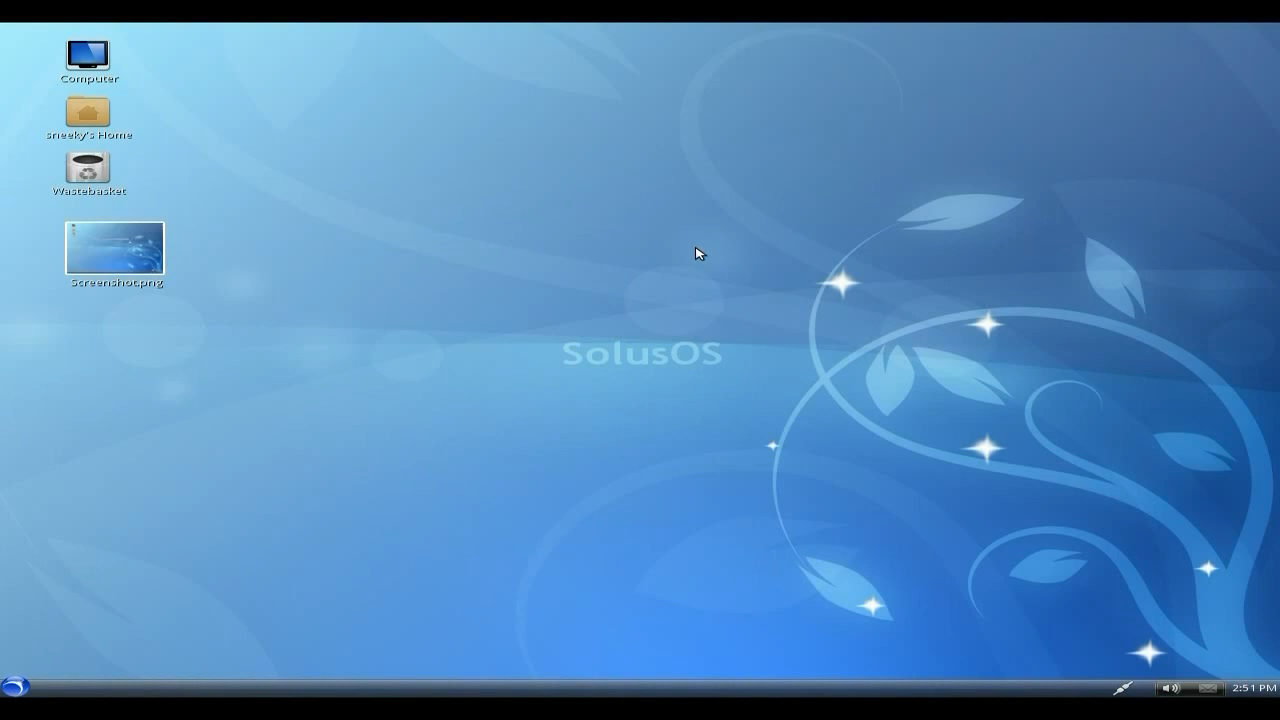 Computer
sneeky's Home
Wastebasket
Screenshot.png
SolusOS
2:51 PM